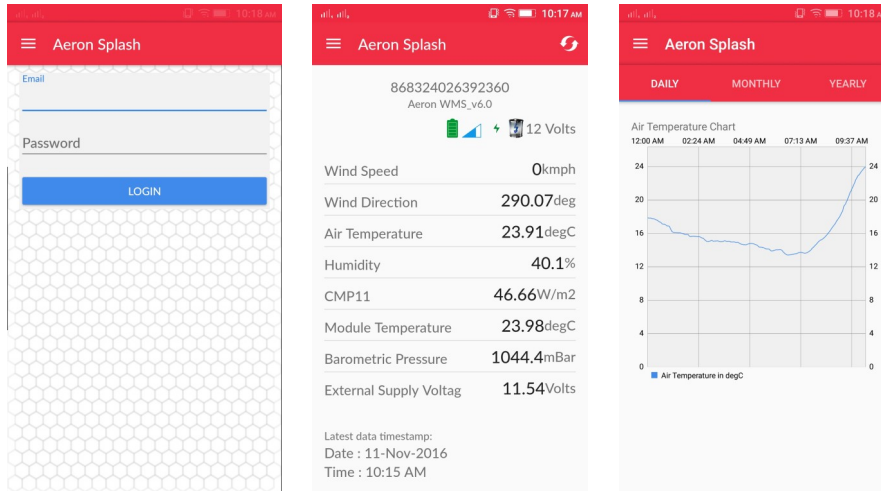 10:18 AM
Aeron Splash
Email
Password
LOGIN
10:17 AM
Aeron Splash
868324026392360
Aeron WMS_v6.0
12 Volts
Wind Speed 0kmph
Wind Direction 290.07deg
Air Temperature 23.91degC
Humidity 40.1%
CMP11 46.66W/m2
Module Temperature 23.98degC
Barometric Pressure 1044.4mBar
External Supply Voltag 11.54Volts
Latest data timestamp:
Date : 11-Nov-2016
Time : 10:15 AM
10:18 A
Aeron Splash
DAILY MONTHLY YEARLY
Air Temperature Chart
12:00 AM 02:24 AM 04:49 AM 07:13 AM 09:37 AM
24 24
20 20
16 16
12 12
8 8
4 4
0 0
Air Temperature in degC